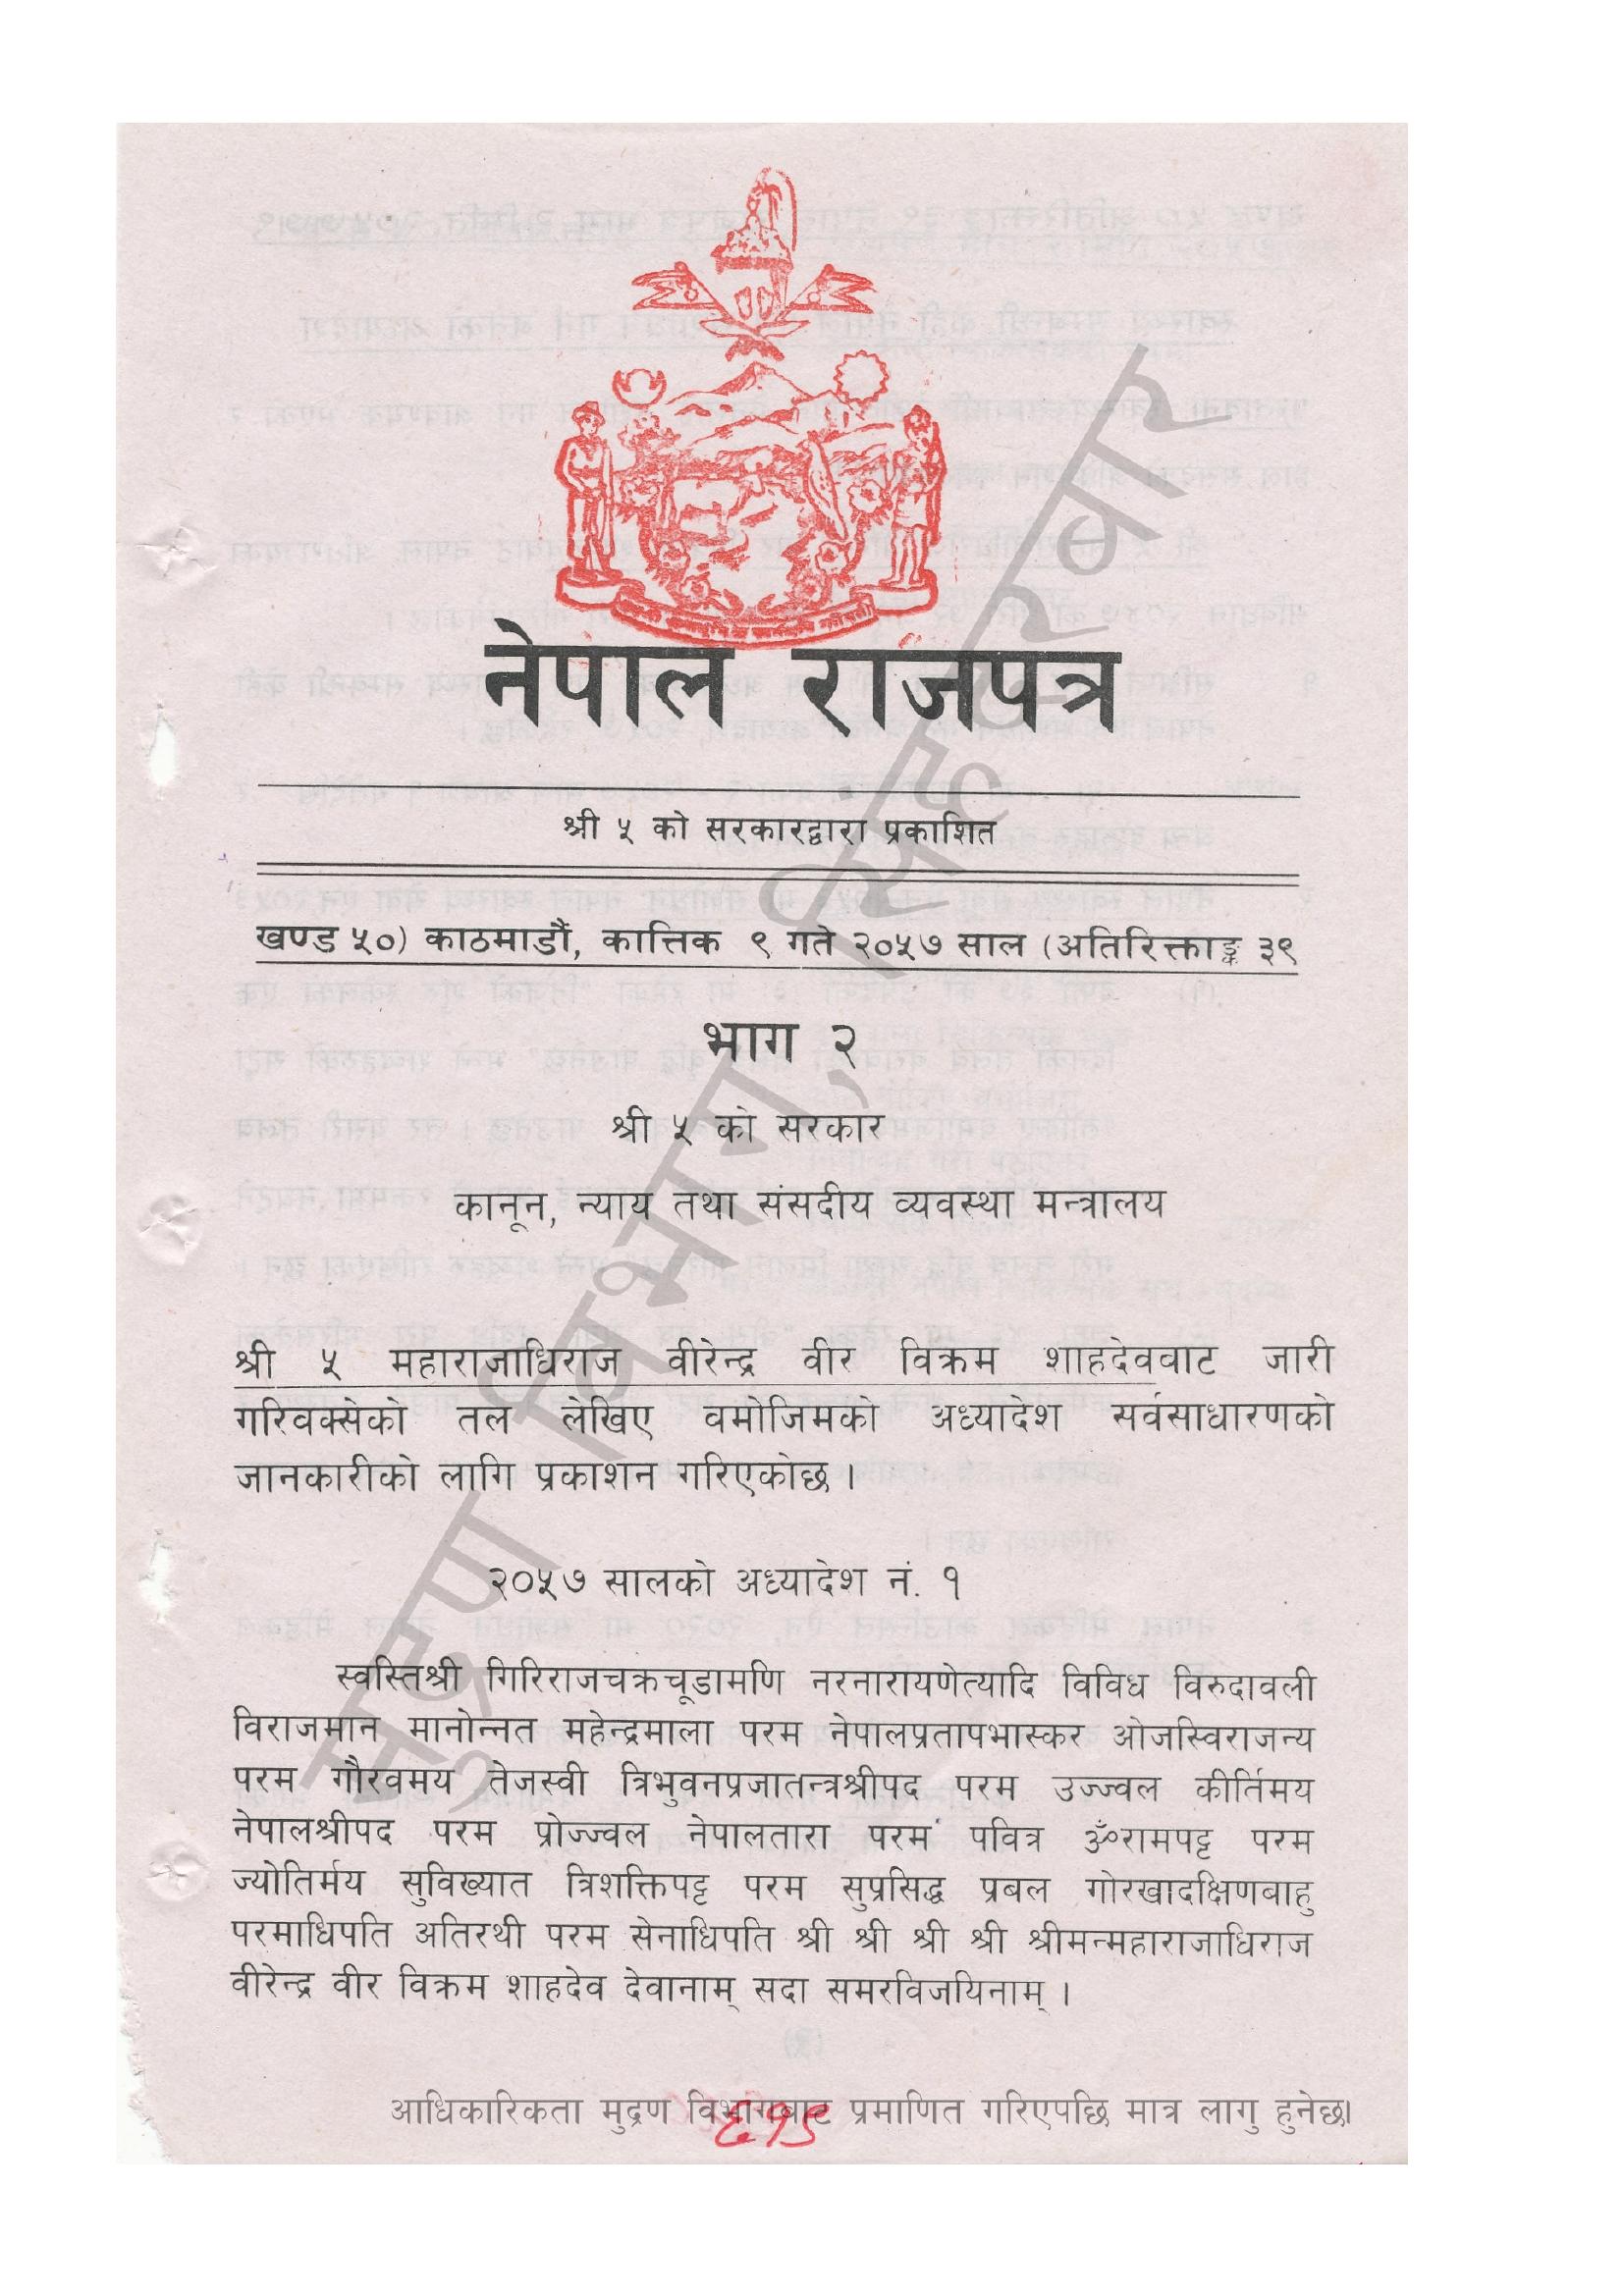 नेपाल राजपत्र
श्री ५ को सरकारद्वारा प्रकाशित
खण्ड ५०) काठमाडौं, कात्तिक ९ गते २०५७ साल (अतिरिक्ताङ्क ३९
भाग २
श्री ५ को सरकार
कानून, न्याय तथा संसदीय व्यवस्था मन्त्रालय
श्री ५ महाराजाधिराज वीरेन्द्र वीर विक्रम शाहदेववाट जारी
गरिवक्सेको तल लेखिए वमोजिमको अध्यादेश सर्वसाधारणको
जानकारीको लागि प्रकाशन गरिएकोछ ।
२०५७ सालको अध्यादेश नं. १
स्वस्तिश्री गिरिराजचक्रचूडामणि नरनारायणेत्यादि विविध विरुदावली
विराजमान मानोन्नत महेन्द्रमाला परम नेपालप्रतापभास्कर ओजस्विराजन्य
परम गौरवमय तेजस्वी त्रिभुवनप्रजातन्त्रश्रीपद परम उज्ज्वल कीर्तिमय
नेपालश्रीपद परम प्रोज्ज्वल नेपालतारा परम पवित्र ॐरामपट्ट परम
ज्योतिर्मय सुविख्यात त्रिशक्तिपट्ट परम सुप्रसिद्ध प्रबल गोरखादक्षिणबाहु
परमाधिपति अतिरथी परम सेनाधिपति श्री श्री श्री श्री श्रीमन्महाराजाधिराज
वीरेन्द्र वीर विक्रम शाहदेव देवानाम् सदा समरविजयिनाम् ।
मुद्रण विभाग, सिंहदरवार
आधिकारिकता मुद्रण विभागबाट प्रमाणित गरिएपछि मात्र लागु हुनेछ।